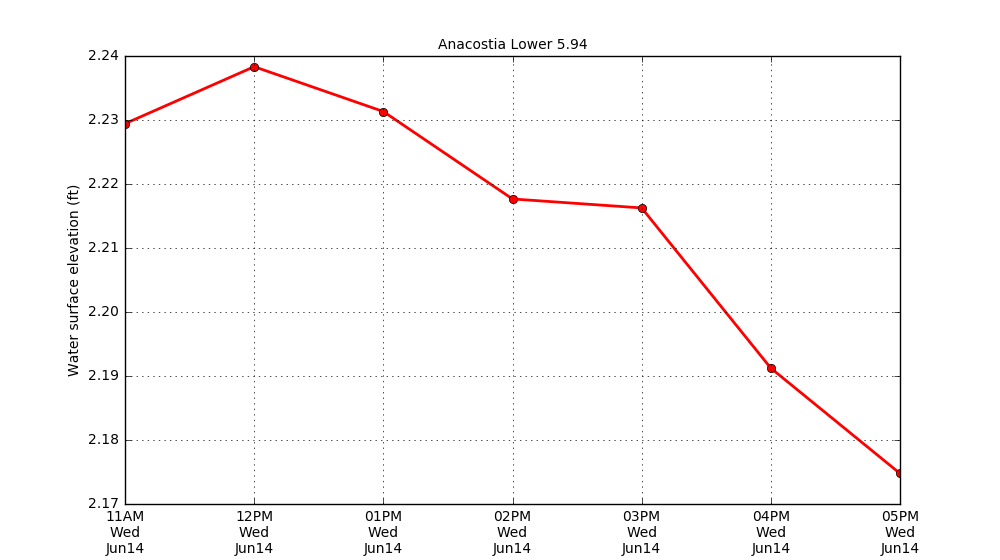 Anacostia Lower 5.94
Water surface elevation (ft)
2.24
2.23
2.22
2.21
2.20
2.19
2.18
2.17
11AM 12PM 01PM 02PM 03PM 04PM 05PM
Wed Wed Wed Wed Wed Wed Wed
Jun14 Jun14 Jun14 Jun14 Jun14 Jun14 Jun14